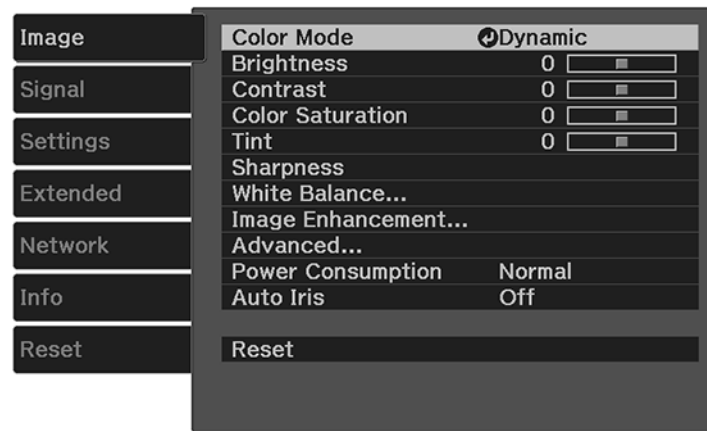 Image
Signal
Settings
Extended
Network
Info
Reset
Color Mode Dynamic
Brightness 0
Contrast 0
Color Saturation 0
Tint 0
Sharpness
White Balance...
Image Enhancement...
Advanced...
Power Consumption Normal
Auto Iris Off
Reset